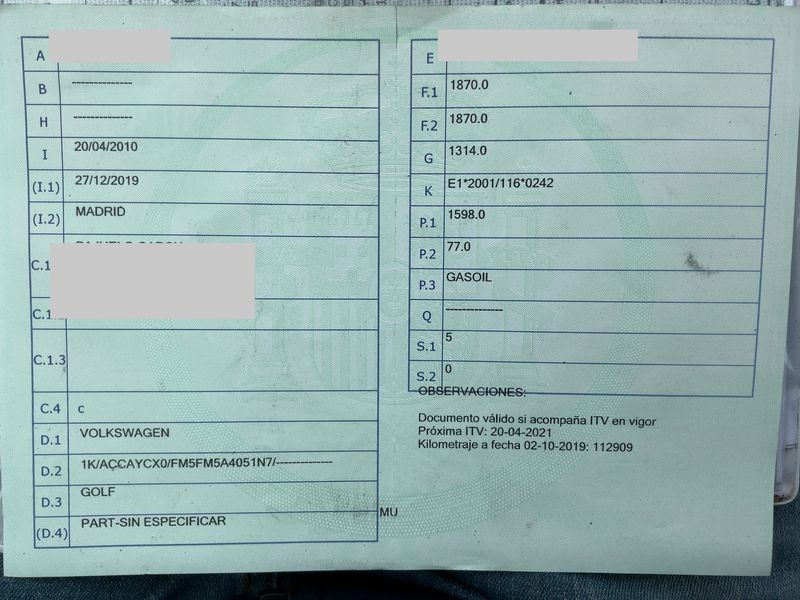 A
B --------------
H --------------
I 20/04/2010
(I.1) 27/12/2019
(I.2) MADRID
C.1
C.1.3
C.4 c
D.1 VOLKSWAGEN
D.2 1K/AÇCAYCX0/FM5FM5A4051N7/--------------
D.3 GOLF
(D.4) PART-SIN ESPECIFICAR
MU
E
F.1 1870.0
F.2 1870.0
G 1314.0
K E1*2001/116*0242
P.1 1598.0
P.2 77.0
P.3 GASOIL
Q --------------
S.1 5
S.2 0
OBSERVACIONES:
Documento válido si acompaña ITV en vigor
Próxima ITV: 20-04-2021
Kilometraje a fecha 02-10-2019: 112909